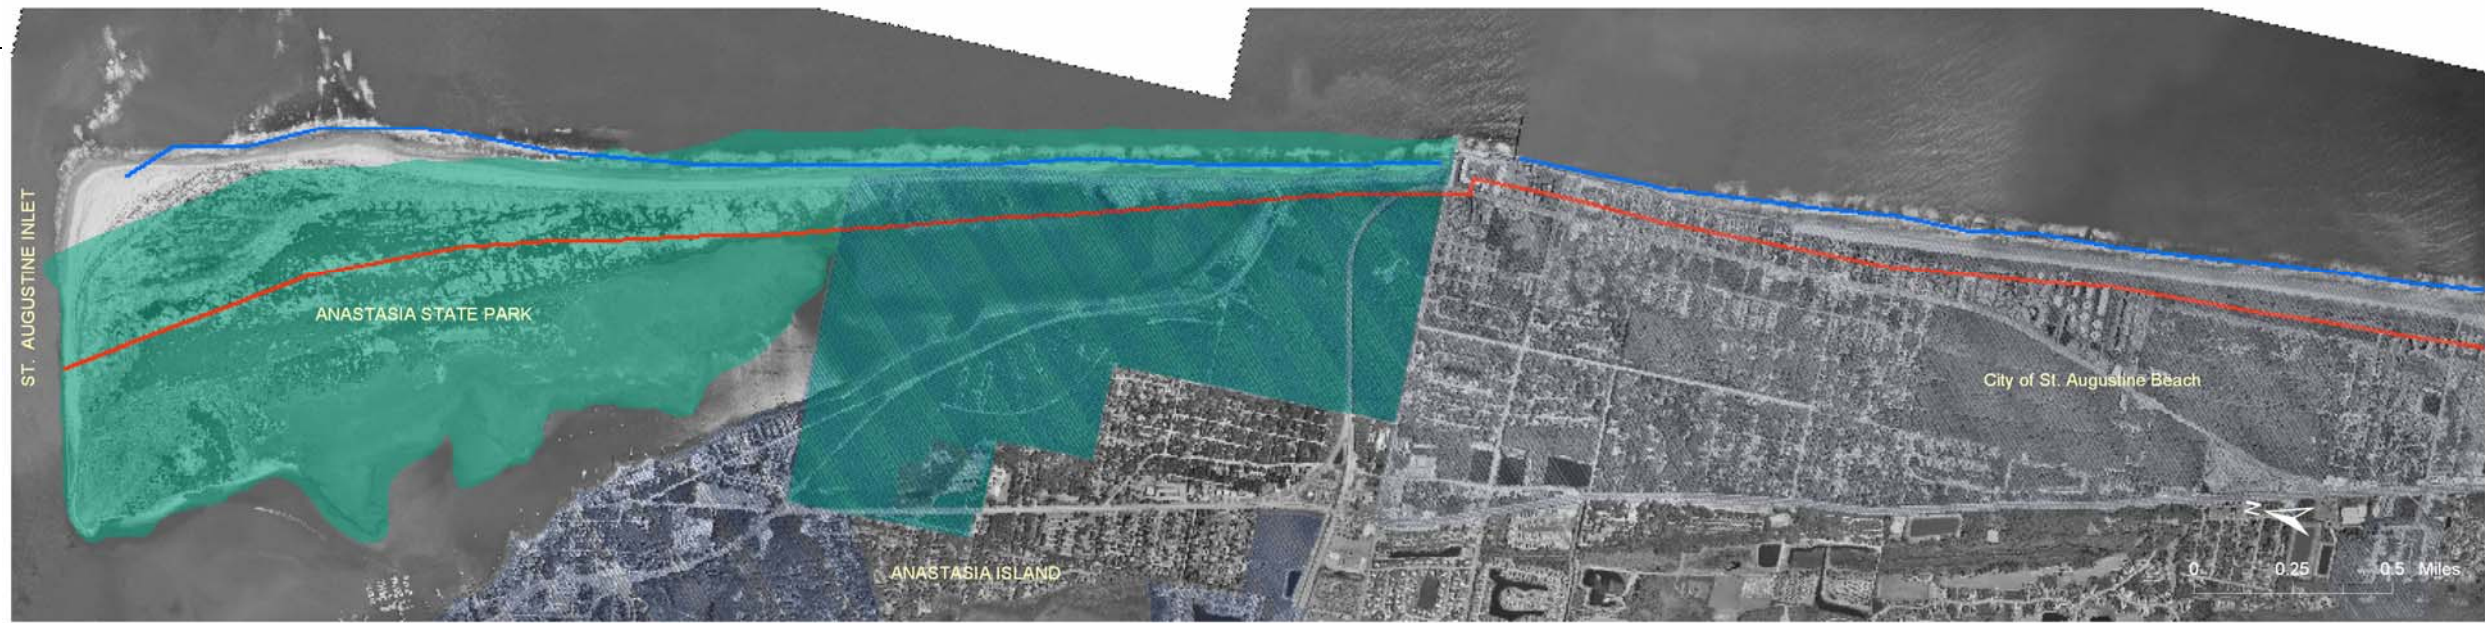 ST. AUGUSTINE INLET
ANASTASIA STATE PARK
City of St. Augustine Beach
ANASTASIA ISLAND
N
0 0.25 0.5 Miles